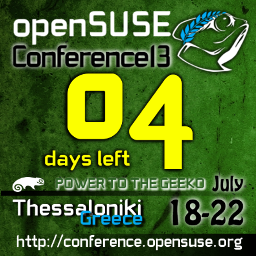 openSUSE
Conference13
04
days left
POWER TO THE GEEKO July
Thessaloniki 18-22
Greece
http://conference.opensuse.org